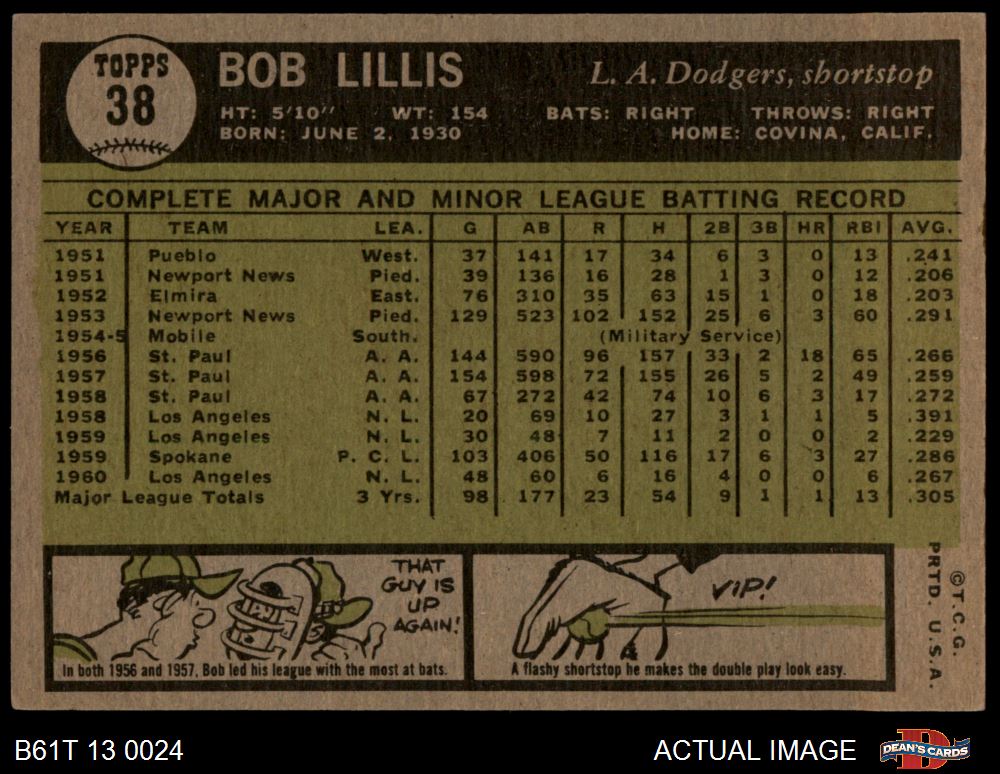 TOPPS
38
BOB LILLIS
L. A. Dodgers, shortstop
HT: 5'10" WT: 154 BATS: RIGHT THROWS: RIGHT
BORN: JUNE 2, 1930 HOME: COVINA, CALIF.
COMPLETE MAJOR AND MINOR LEAGUE BATTING RECORD
YEAR TEAM LEA. G AB R H 2B 3B HR RBI AVG.
1951 Pueblo West. 37 141 17 34 6 3 0 13 .241
1951 Newport News Pied. 39 136 16 28 1 3 0 12 .206
1952 Elmira East. 76 310 35 63 15 1 0 18 .203
1953 Newport News Pied. 129 523 102 152 25 6 3 60 .291
1954-5 Mobile South. (Military Service)
1956 St. Paul A. A. 144 590 96 157 33 2 18 65 .266
1957 St. Paul A. A. 154 598 72 155 26 5 2 49 .259
1958 St. Paul A. A. 67 272 42 74 10 6 3 17 .272
1958 Los Angeles N. L. 20 69 10 27 3 1 1 5 .391
1959 Los Angeles N. L. 30 48 7 11 2 0 0 2 .229
1959 Spokane P. C. L. 103 406 50 116 17 6 3 27 .286
1960 Los Angeles N. L. 48 60 6 16 4 0 0 6 .267
Major League Totals 3 Yrs. 98 177 23 54 9 1 1 13 .305
THAT
GUY IS
UP
AGAIN!
In both 1956 and 1957, Bob led his league with the most at bats.
VIP!
A flashy shortstop he makes the double play look easy.
©T.C.G.
PRTD. U.S.A.
B61T 13 0024
ACTUAL IMAGE
DEAN'S CARDS